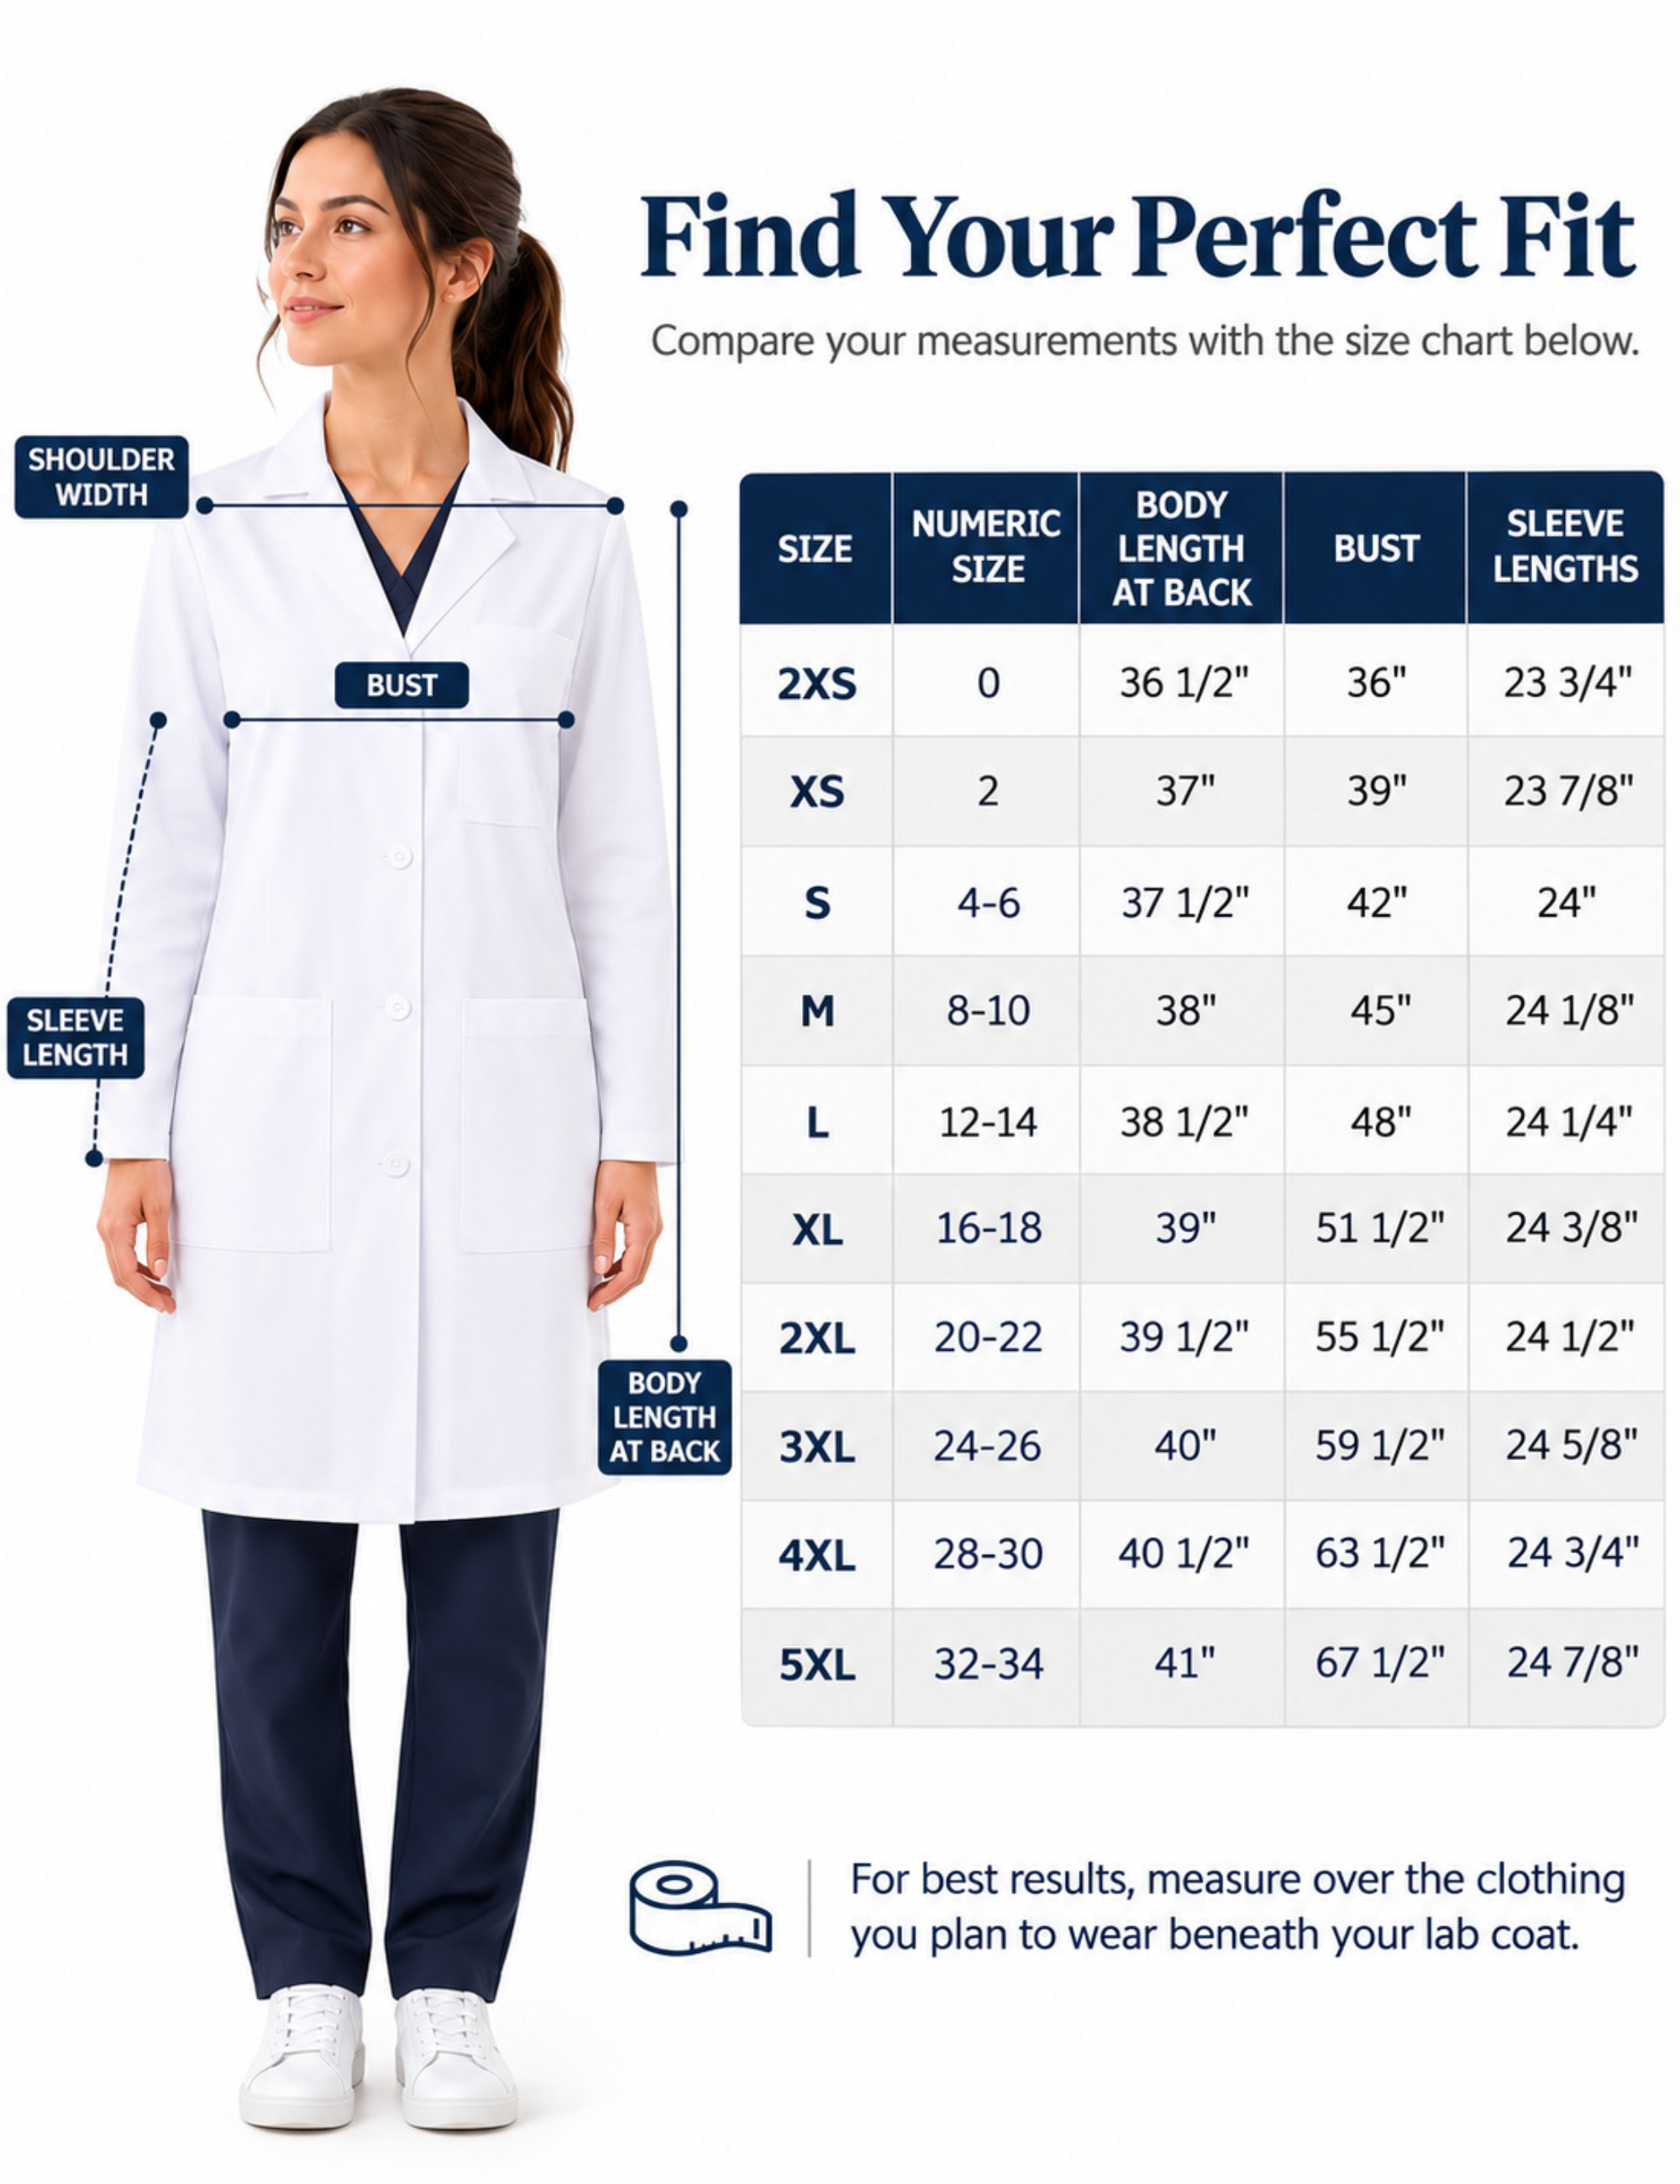 Find Your Perfect Fit
Compare your measurements with the size chart below.
SHOULDER
WIDTH
BUST
SLEEVE
LENGTH
BODY
LENGTH
AT BACK
SIZE NUMERIC SIZE BODY LENGTH AT BACK BUST SLEEVE LENGTHS
2XS 0 36 1/2" 36" 23 3/4"
XS 2 37" 39" 23 7/8"
S 4-6 37 1/2" 42" 24"
M 8-10 38" 45" 24 1/8"
L 12-14 38 1/2" 48" 24 1/4"
XL 16-18 39" 51 1/2" 24 3/8"
2XL 20-22 39 1/2" 55 1/2" 24 1/2"
3XL 24-26 40" 59 1/2" 24 5/8"
4XL 28-30 40 1/2" 63 1/2" 24 3/4"
5XL 32-34 41" 67 1/2" 24 7/8"
For best results, measure over the clothing
you plan to wear beneath your lab coat.